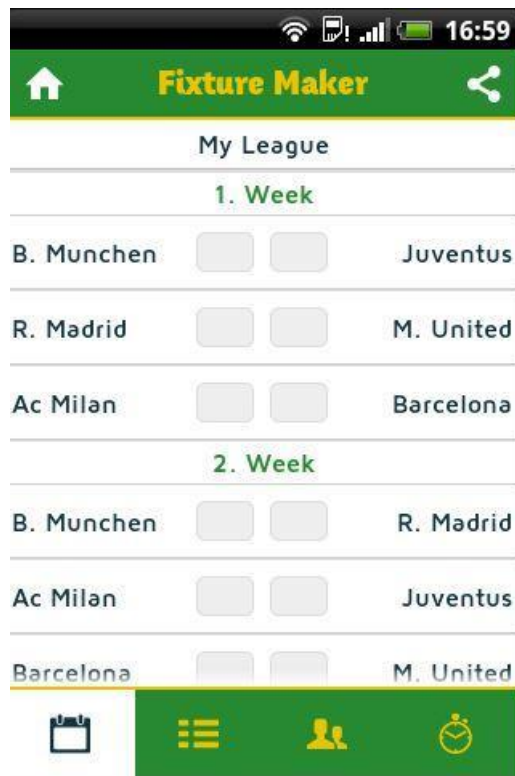 16:59
Fixture Maker
My League
1. Week
B. Munchen Juventus
R. Madrid M. United
Ac Milan Barcelona
2. Week
B. Munchen R. Madrid
Ac Milan Juventus
Barcelona M. United